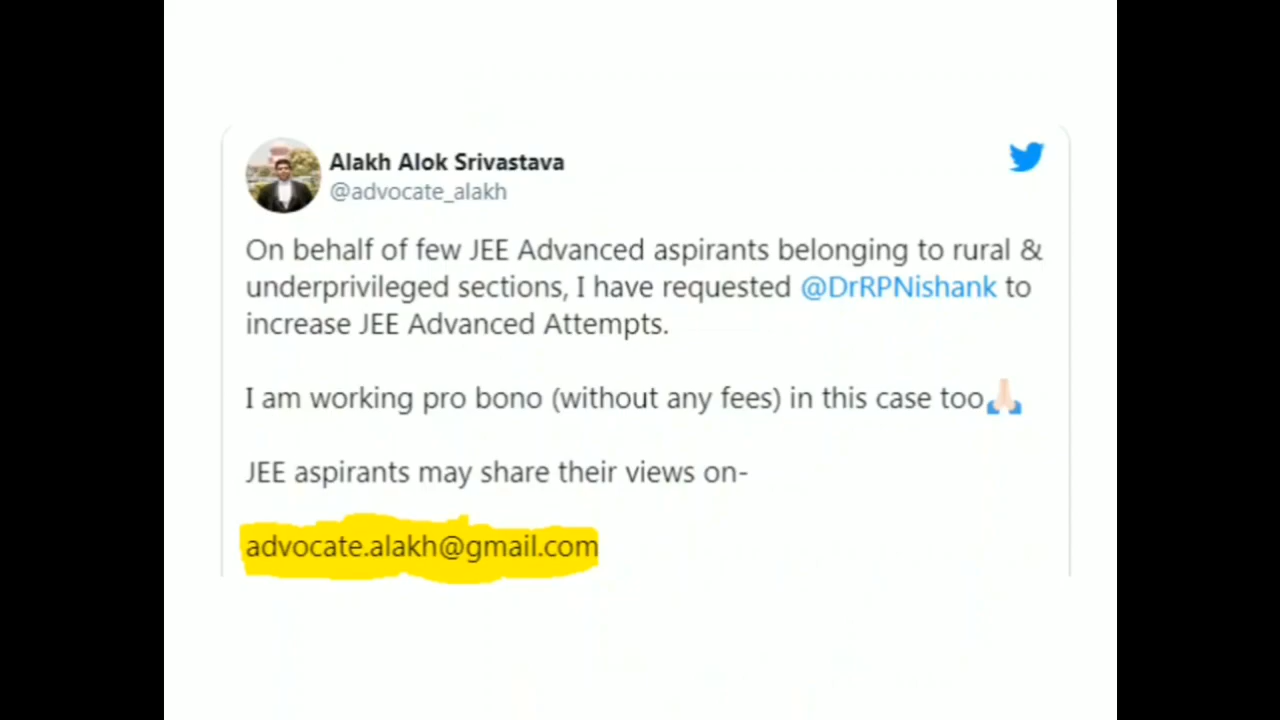 Alakh Alok Srivastava
@advocate_alakh
On behalf of few JEE Advanced aspirants belonging to rural &
underprivileged sections, I have requested @DrRPNishank to
increase JEE Advanced Attempts.
I am working pro bono (without any fees) in this case too🙏🏻
JEE aspirants may share their views on-
advocate.alakh@gmail.com